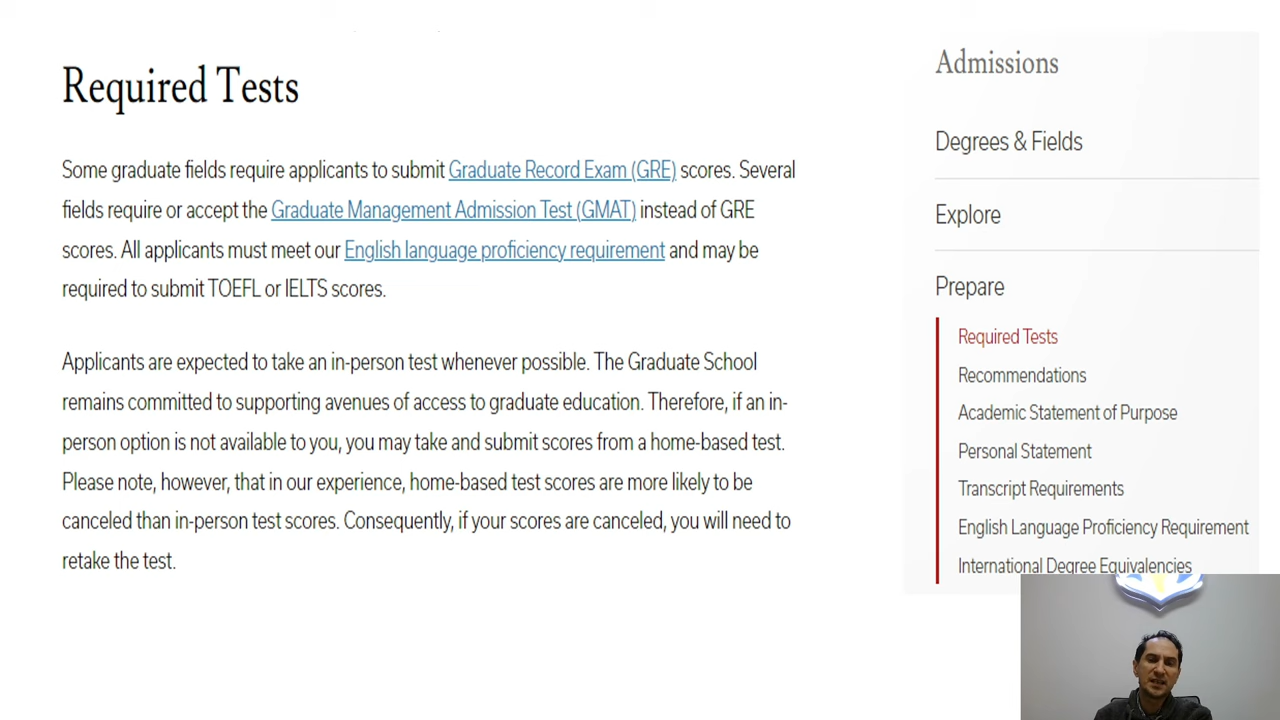 Required Tests
Some graduate fields require applicants to submit Graduate Record Exam (GRE) scores. Several
fields require or accept the Graduate Management Admission Test (GMAT) instead of GRE
scores. All applicants must meet our English language proficiency requirement and may be
required to submit TOEFL or IELTS scores.
Applicants are expected to take an in-person test whenever possible. The Graduate School
remains committed to supporting avenues of access to graduate education. Therefore, if an in-
person option is not available to you, you may take and submit scores from a home-based test.
Please note, however, that in our experience, home-based test scores are more likely to be
canceled than in-person test scores. Consequently, if your scores are canceled, you will need to
retake the test.
Admissions
Degrees & Fields
Explore
Prepare
Required Tests
Recommendations
Academic Statement of Purpose
Personal Statement
Transcript Requirements
English Language Proficiency Requirement
International Degree Equivalencies